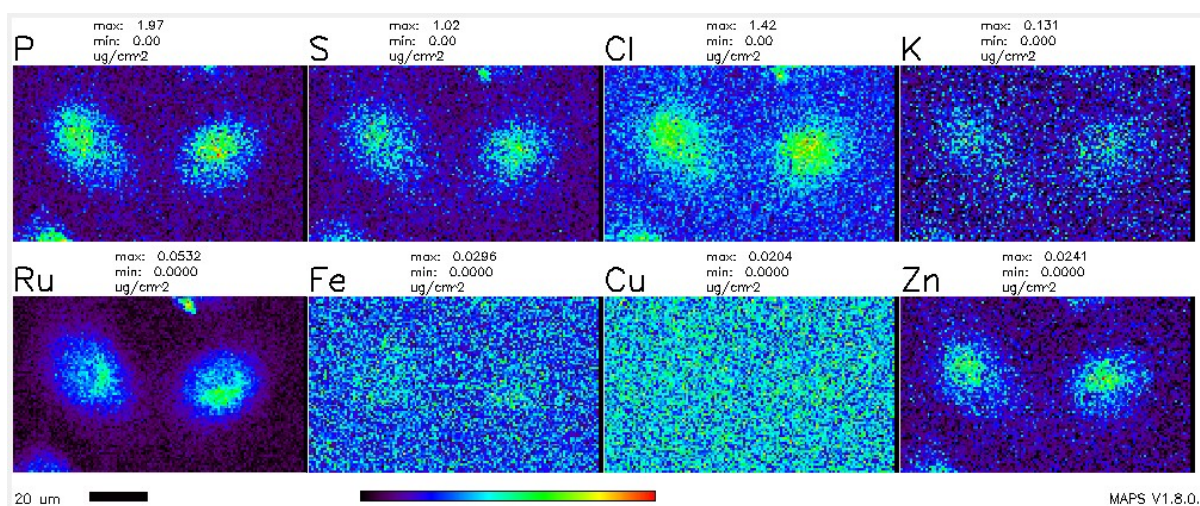 P
max: 1.97
min: 0.00
ug/cm^2
S
max: 1.02
min: 0.00
ug/cm^2
Cl
max: 1.42
min: 0.00
ug/cm^2
K
max: 0.131
min: 0.000
ug/cm^2
Ru
max: 0.0532
min: 0.0000
ug/cm^2
Fe
max: 0.0296
min: 0.0000
ug/cm^2
Cu
max: 0.0204
min: 0.0000
ug/cm^2
Zn
max: 0.0241
min: 0.0000
ug/cm^2
20 um
MAPS V1.8.0.